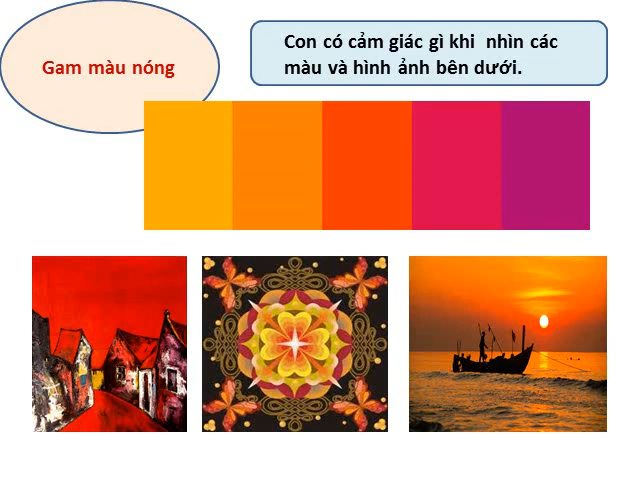 Gam màu nóng
Con có cảm giác gì khi nhìn các
màu và hình ảnh bên dưới.